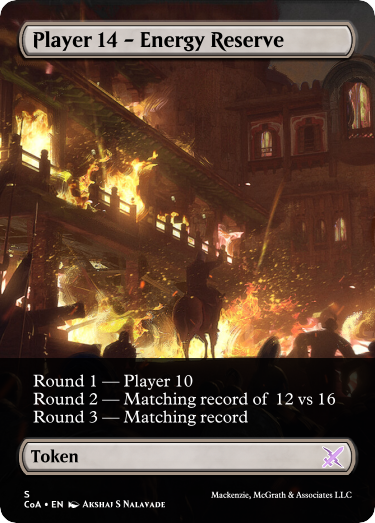 Player 14 – Energy Reserve
Round 1 — Player 10
Round 2 — Matching record of 12 vs 16
Round 3 — Matching record
Token
S
CoA • EN Akshaj S Nalavade
Mackenzie, McGrath & Associates LLC